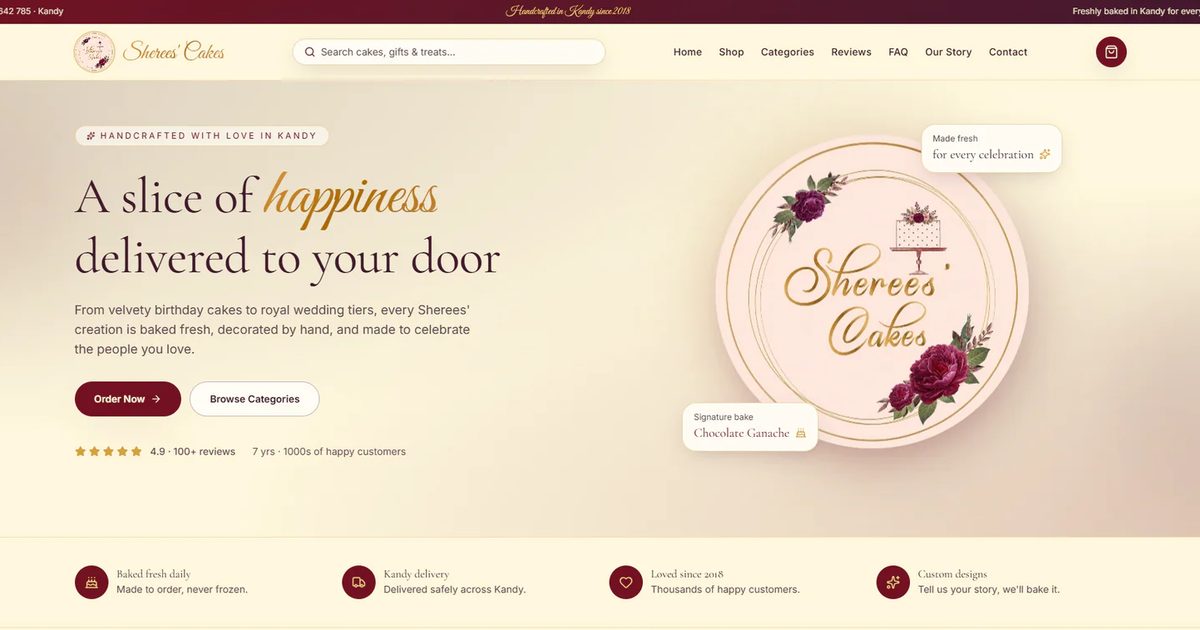 642 785 · Kandy
Handcrafted in Kandy since 2018
Freshly baked in Kandy for every
Sherees' Cakes
Search cakes, gifts & treats...
Home
Shop
Categories
Reviews
FAQ
Our Story
Contact
HANDCRAFTED WITH LOVE IN KANDY
A slice of happiness
delivered to your door
From velvety birthday cakes to royal wedding tiers, every Sherees'
creation is baked fresh, decorated by hand, and made to celebrate
the people you love.
Order Now →
Browse Categories
4.9 · 100+ reviews
7 yrs · 1000s of happy customers
Made fresh
for every celebration
Sherees'
Cakes
Signature bake
Chocolate Ganache
Baked fresh daily
Made to order, never frozen.
Kandy delivery
Delivered safely across Kandy.
Loved since 2018
Thousands of happy customers.
Custom designs
Tell us your story, we'll bake it.